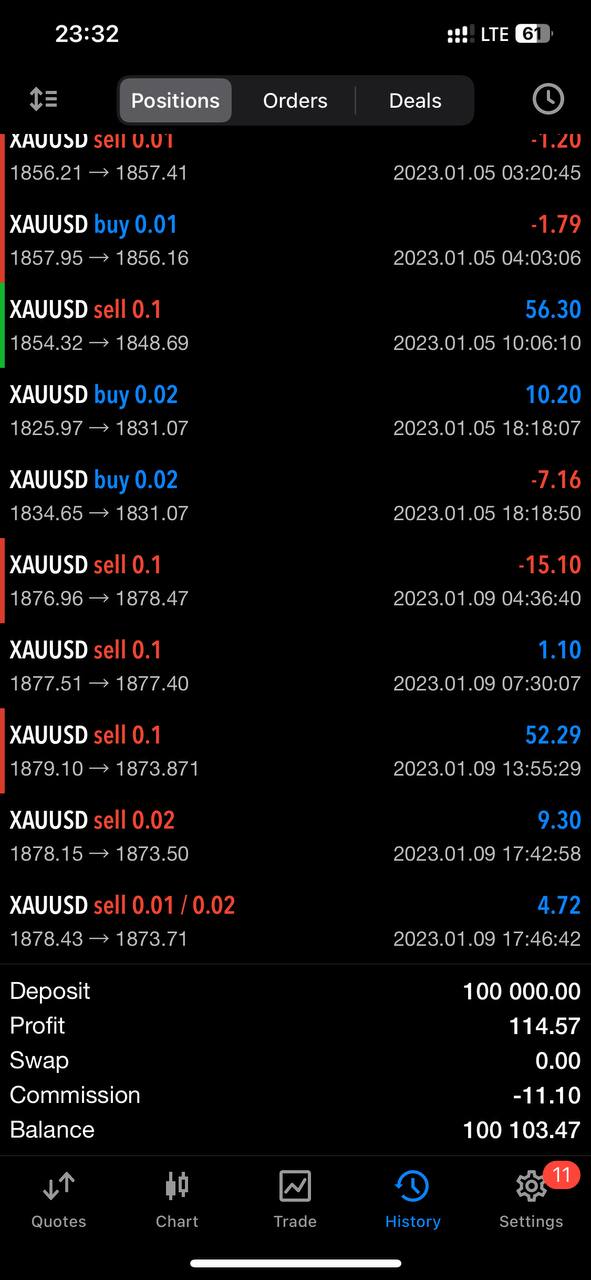 23:32
LTE 61
Positions Orders Deals
XAUUSD sell 0.01 -1.20
1856.21 → 1857.41 2023.01.05 03:20:45
XAUUSD buy 0.01 -1.79
1857.95 → 1856.16 2023.01.05 04:03:06
XAUUSD sell 0.1 56.30
1854.32 → 1848.69 2023.01.05 10:06:10
XAUUSD buy 0.02 10.20
1825.97 → 1831.07 2023.01.05 18:18:07
XAUUSD buy 0.02 -7.16
1834.65 → 1831.07 2023.01.05 18:18:50
XAUUSD sell 0.1 -15.10
1876.96 → 1878.47 2023.01.09 04:36:40
XAUUSD sell 0.1 1.10
1877.51 → 1877.40 2023.01.09 07:30:07
XAUUSD sell 0.1 52.29
1879.10 → 1873.871 2023.01.09 13:55:29
XAUUSD sell 0.02 9.30
1878.15 → 1873.50 2023.01.09 17:42:58
XAUUSD sell 0.01 / 0.02 4.72
1878.43 → 1873.71 2023.01.09 17:46:42
Deposit 100 000.00
Profit 114.57
Swap 0.00
Commission -11.10
Balance 100 103.47
11
Quotes Chart Trade History Settings